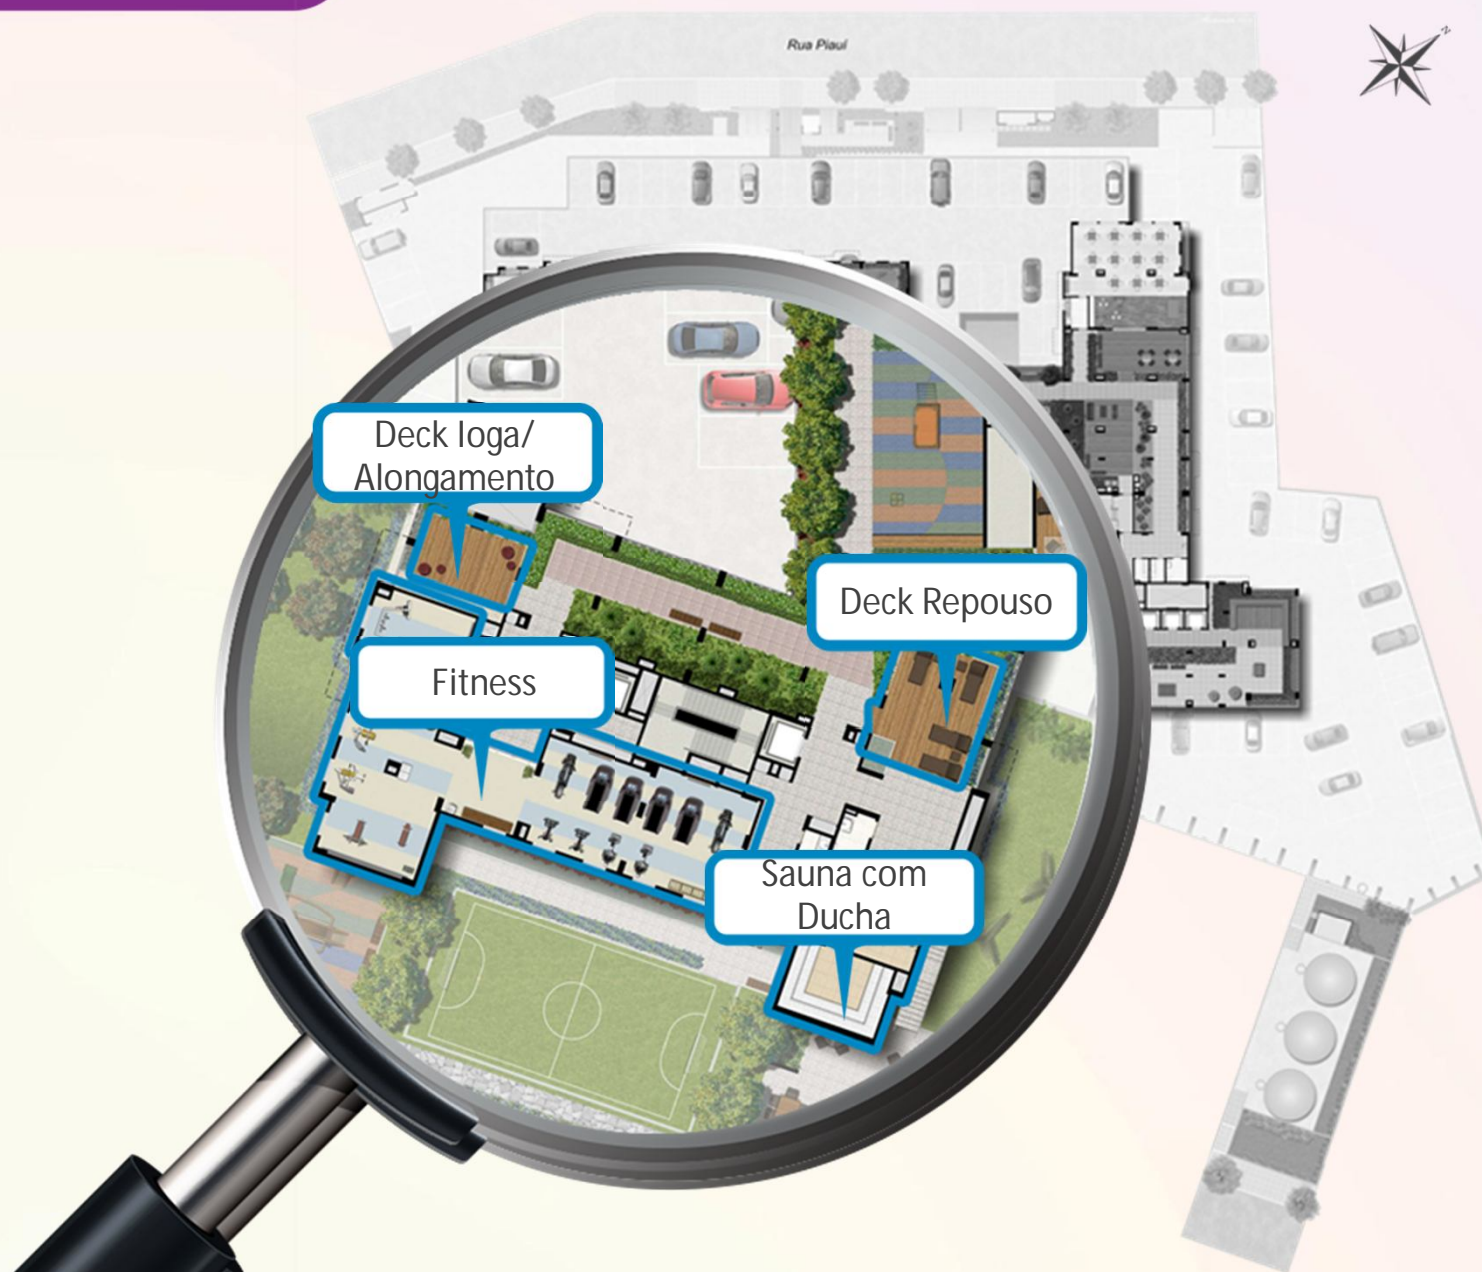 Rua Piauí
N
Deck Ioga/
Alongamento
Deck Repouso
Fitness
Sauna com
Ducha